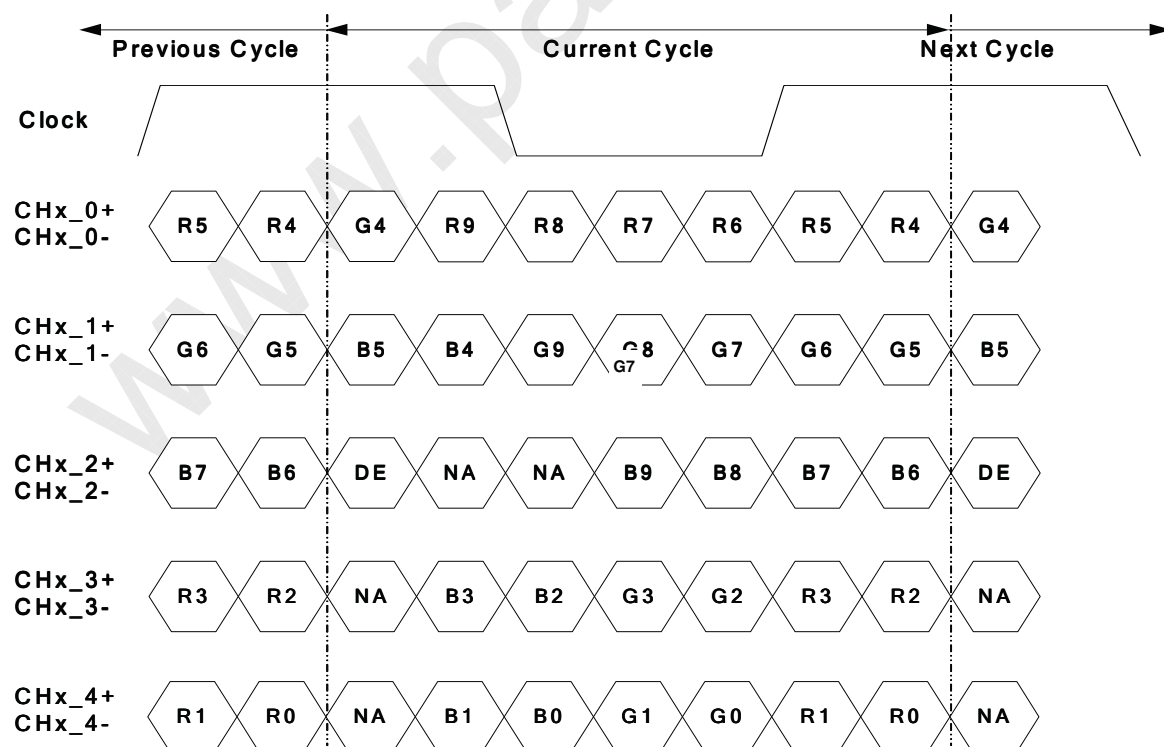 Previous Cycle Current Cycle Next Cycle
Clock
CHx_0+
CHx_0-
R5 R4 G4 R9 R8 R7 R6 R5 R4 G4
CHx_1+
CHx_1-
G6 G5 B5 B4 G9 G8 G7 G6 G5 B5
G7
CHx_2+
CHx_2-
B7 B6 DE NA NA B9 B8 B7 B6 DE
CHx_3+
CHx_3-
R3 R2 NA B3 B2 G3 G2 R3 R2 NA
CHx_4+
CHx_4-
R1 R0 NA B1 B0 G1 G0 R1 R0 NA
www.pa